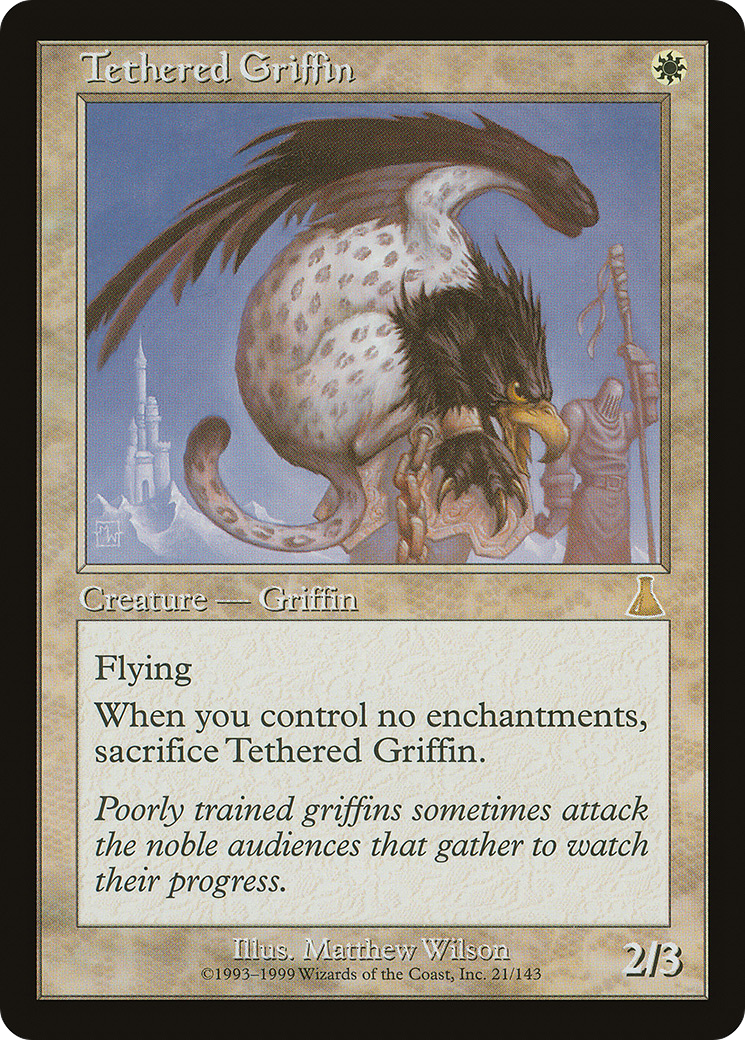 Tethered Griffin
MW
Creature — Griffin
Flying
When you control no enchantments,
sacrifice Tethered Griffin.
Poorly trained griffins sometimes attack
the noble audiences that gather to watch
their progress.
Illus. Matthew Wilson
©1993–1999 Wizards of the Coast, Inc. 21/143
2/3